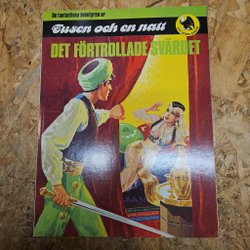 De fantastiska äventyren ur
Tusen och en natt
DET FÖRTROLLADE SVÄRDET